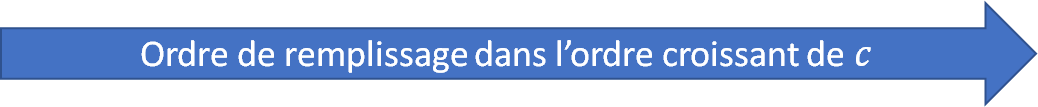 Ordre de remplissage dans l’ordre croissant de 𝑐